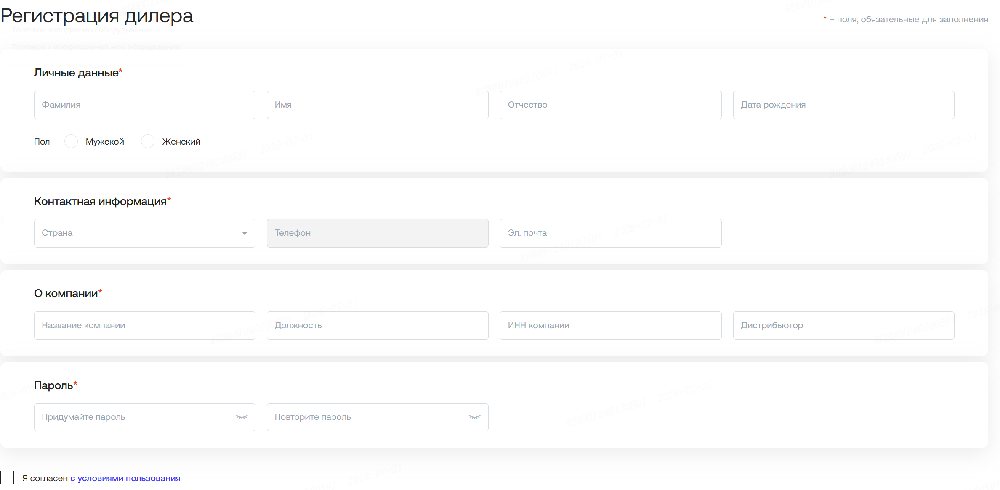 Регистрация дилера
* – поля, обязательные для заполнения
Торговое холодильное оборудование
Торговое и профессиональное оборудование
Личные данные*
Фамилия
Имя
Отчество
Дата рождения
Пол
Мужской
Женский
Контактная информация*
Страна
Телефон
Эл. почта
О компании*
Название компании
Должность
ИНН компании
Дистрибьютор
Пароль*
Придумайте пароль
Повторите пароль
Я согласен с условиями пользования